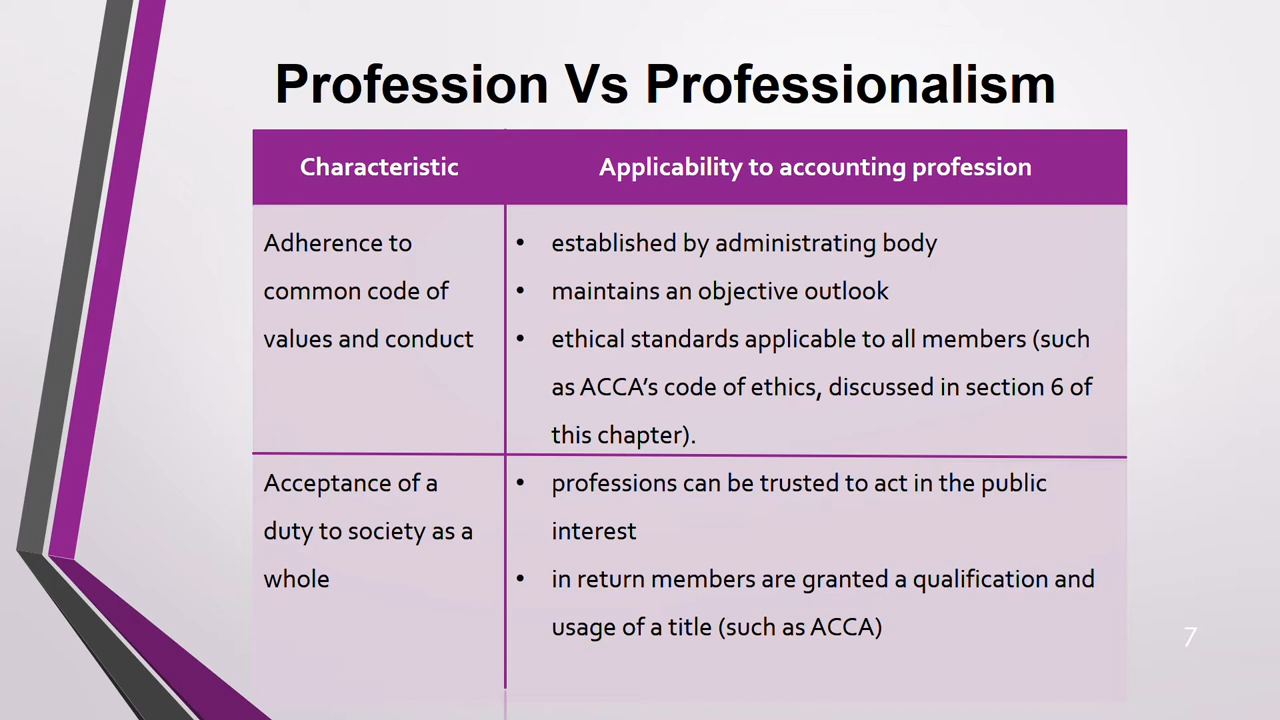 Profession Vs Professionalism
Characteristic
Applicability to accounting profession
Adherence to
common code of
values and conduct
• established by administrating body
• maintains an objective outlook
• ethical standards applicable to all members (such
as ACCA’s code of ethics, discussed in section 6 of
this chapter).
Acceptance of a
duty to society as a
whole
• professions can be trusted to act in the public
interest
• in return members are granted a qualification and
usage of a title (such as ACCA)
7